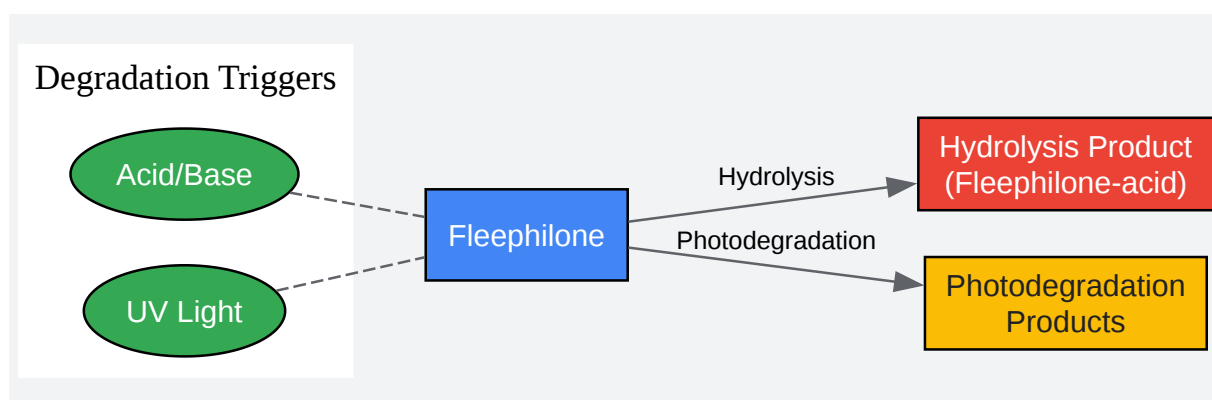 Degradation Triggers
Acid/Base
UV Light
Fleephilone
Hydrolysis
Photodegradation
Hydrolysis Product
(Fleephilone-acid)
Photodegradation
Products